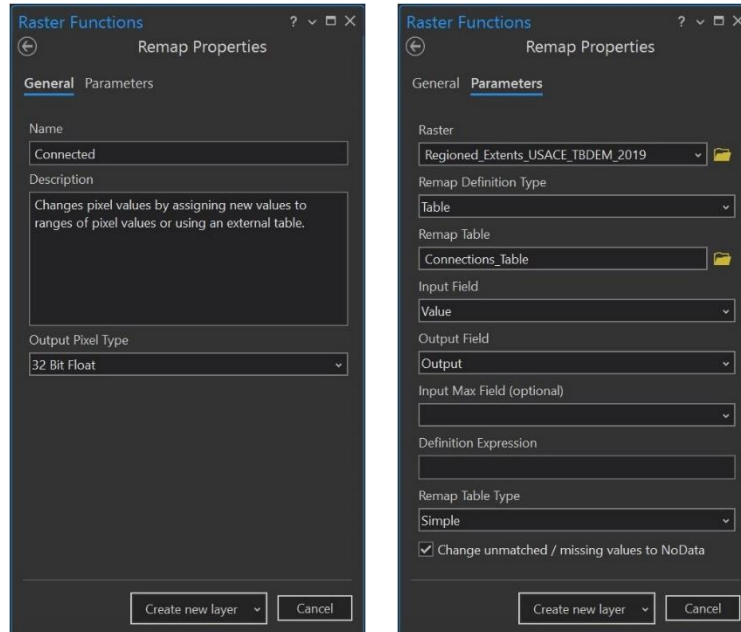 Raster Functions
Remap Properties
General Parameters
Name
Connected
Description
Changes pixel values by assigning new values to
ranges of pixel values or using an external table.
Output Pixel Type
32 Bit Float
Create new layer
Cancel
Raster Functions
Remap Properties
General Parameters
Raster
Regioned_Extents_USACE_TBDEM_2019
Remap Definition Type
Table
Remap Table
Connections_Table
Input Field
Value
Output Field
Output
Input Max Field (optional)
Definition Expression
Remap Table Type
Simple
Change unmatched / missing values to NoData
Create new layer
Cancel